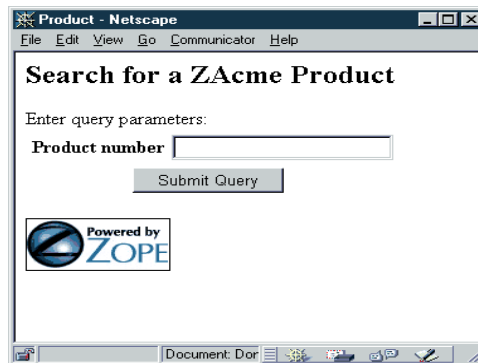 Product - Netscape
File Edit View Go Communicator Help
Search for a ZAcme Product
Enter query parameters:
Product number
Submit Query
Powered by
ZOPE
Document: Dor